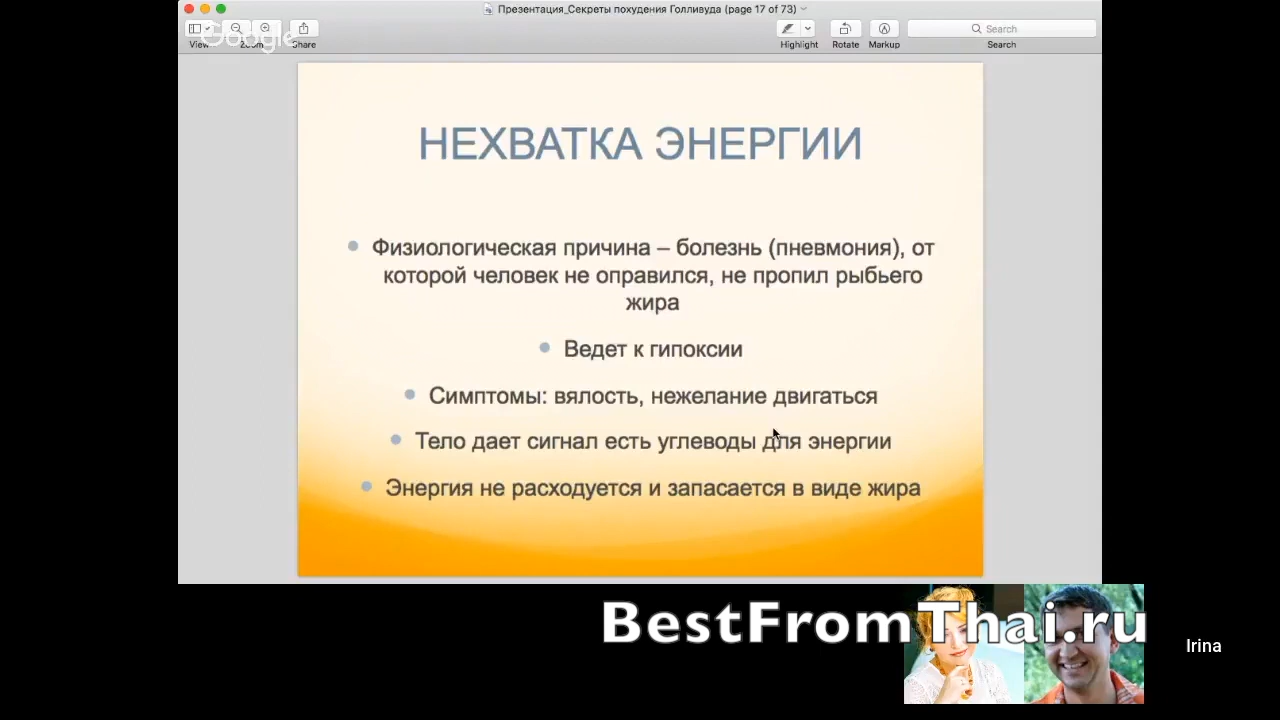 Презентация_Секреты похудения Голливуда (page 17 of 73)
Google
View Zoom Share Highlight Rotate Markup Search
Search
НЕХВАТКА ЭНЕРГИИ
Физиологическая причина – болезнь (пневмония), от
которой человек не оправился, не пропил рыбьего
жира
Ведет к гипоксии
Симптомы: вялость, нежелание двигаться
Тело дает сигнал есть углеводы для энергии
Энергия не расходуется и запасается в виде жира
BestFromThai.ru
Irina